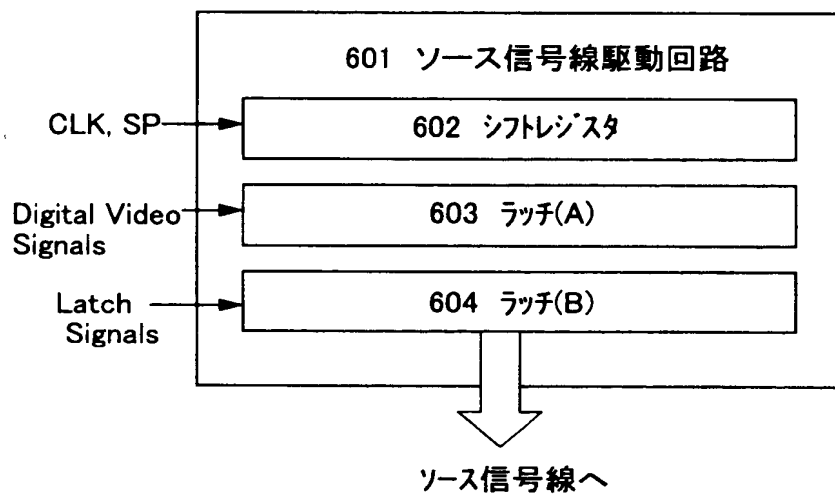 601 ソース信号線駆動回路
CLK, SP
602 シフトレジスタ
Digital Video
Signals
603 ラッチ(A)
Latch
Signals
604 ラッチ(B)
ソース信号線へ